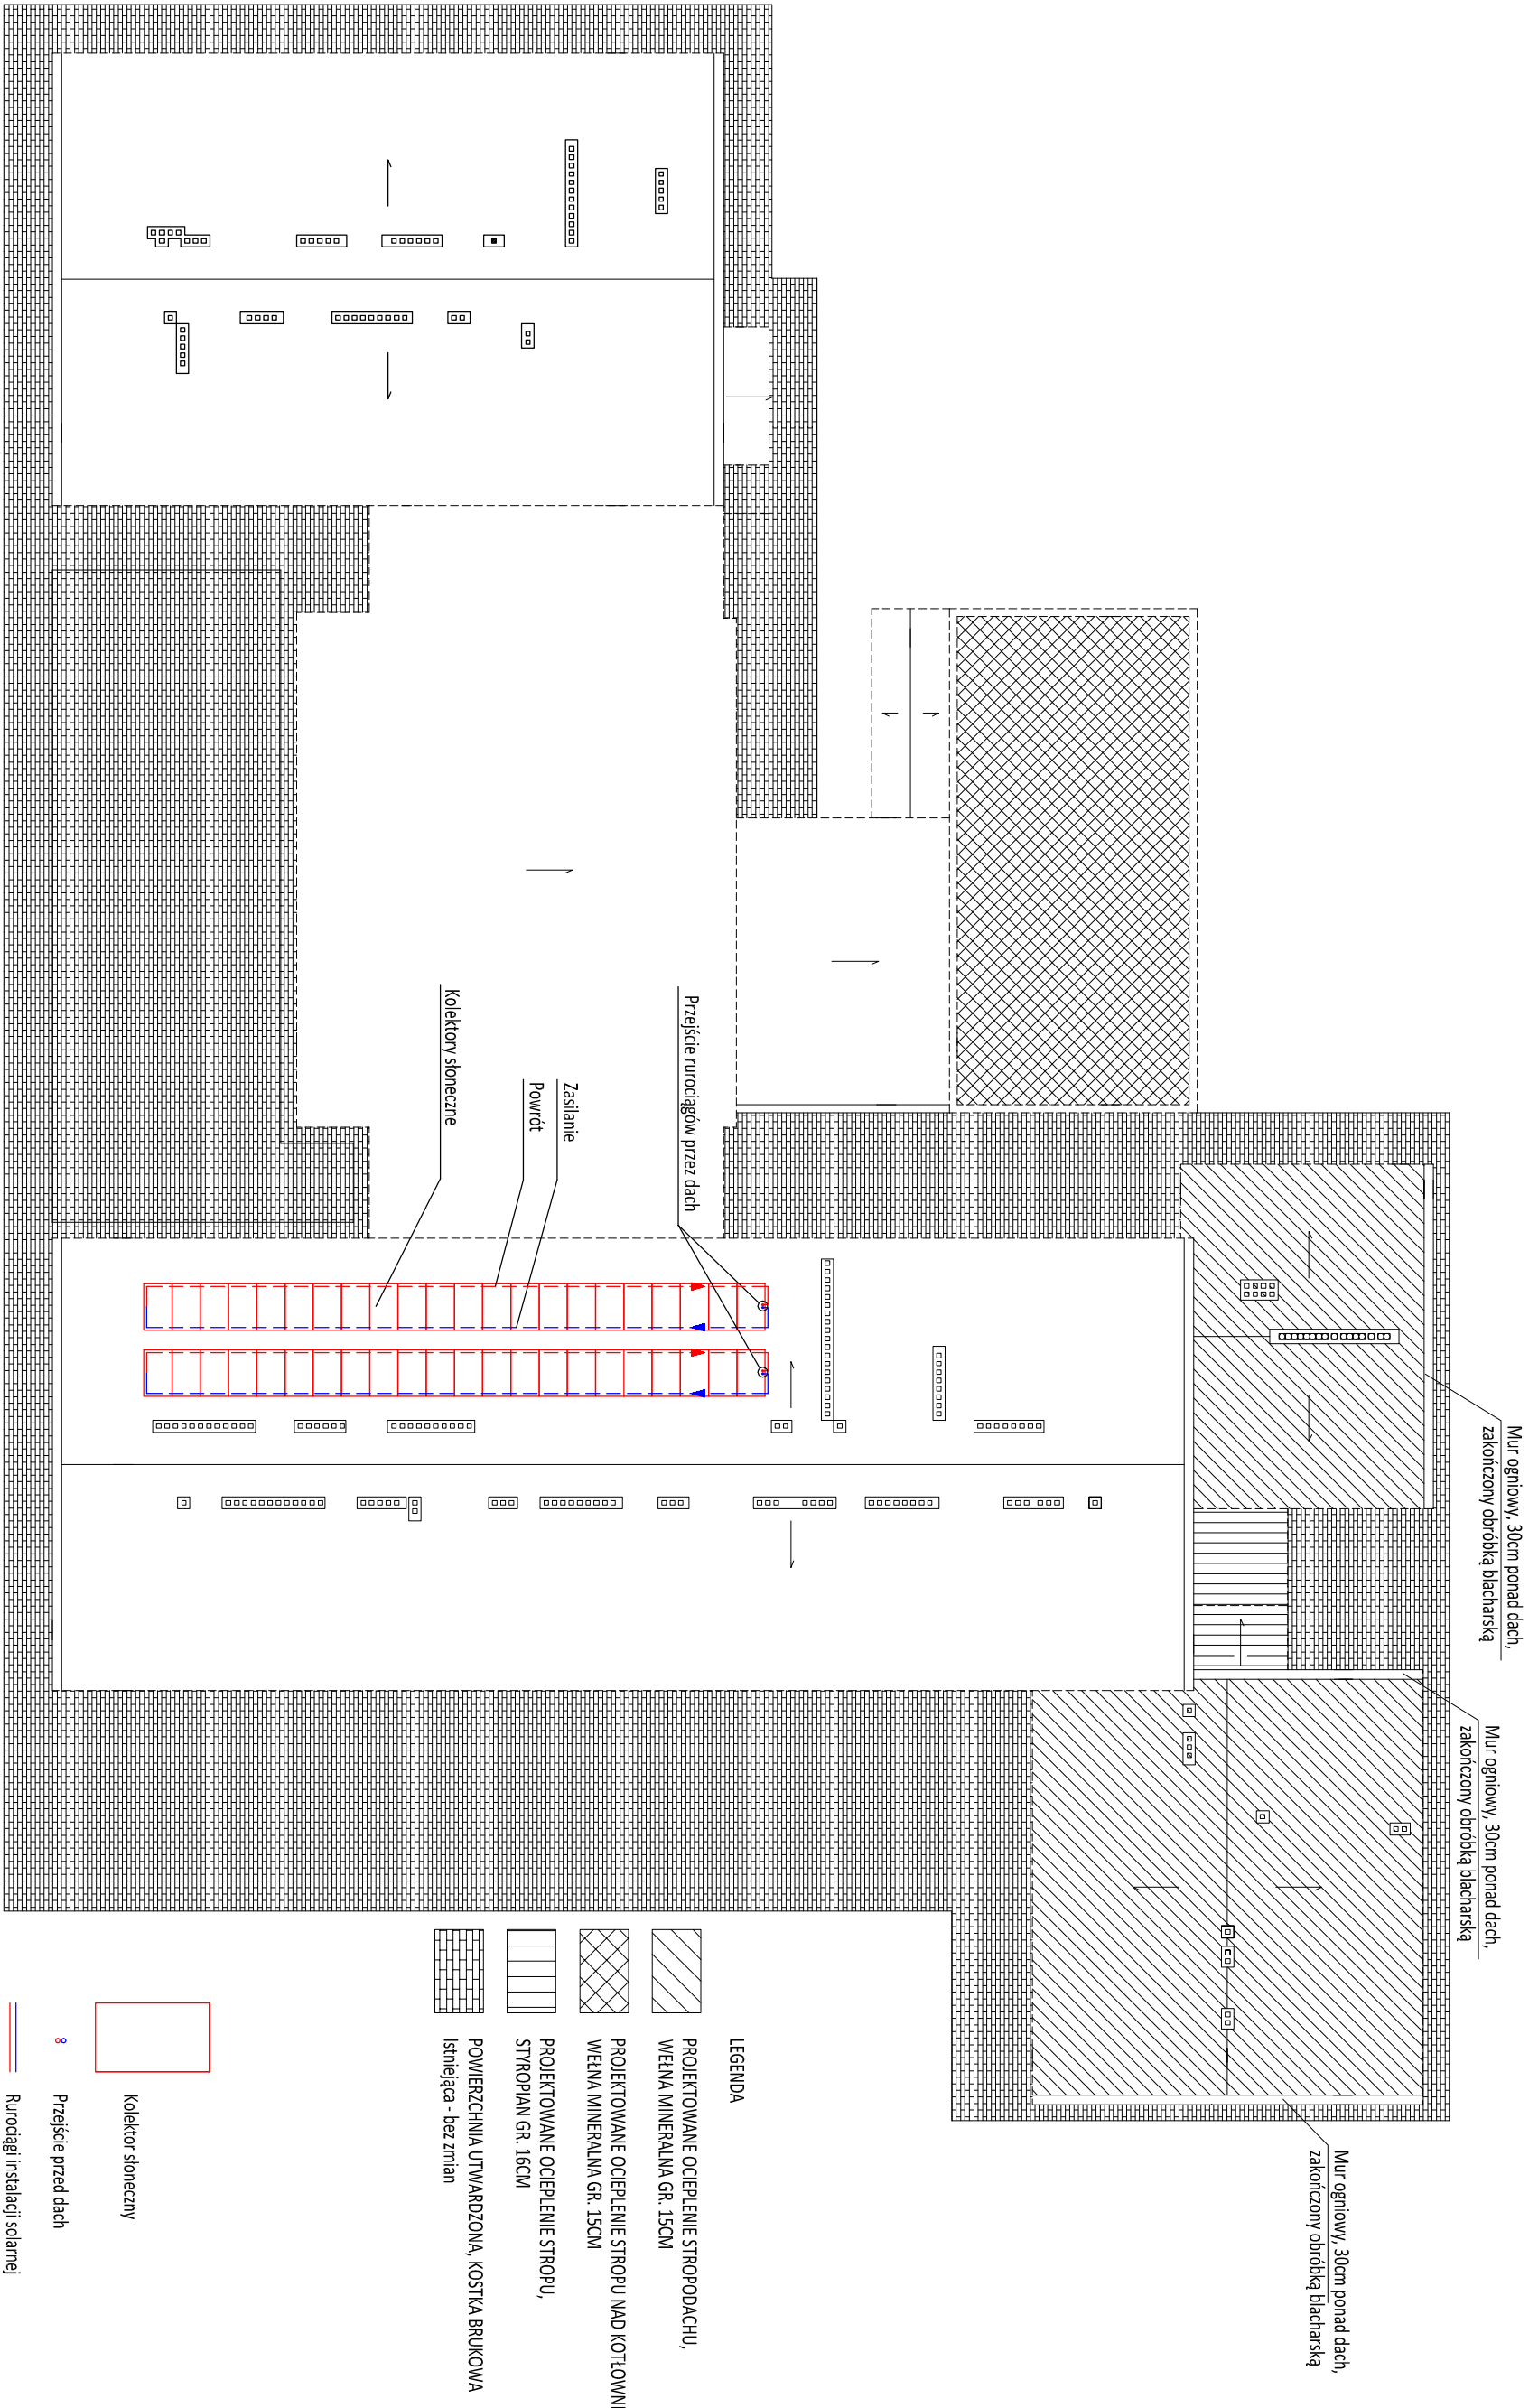 Mur ogniowy, 30cm ponad dach,
zakończony obróbką blacharską
Mur ogniowy, 30cm ponad dach,
zakończony obróbką blacharską
Mur ogniowy, 30cm ponad dach,
zakończony obróbką blacharską
Przejście rurociągów przez dach
Zasilanie
Powrót
Kolektory słoneczne
LEGENDA
PROJEKTOWANE OCIEPLENIE STROPODACHU,
WEŁNA MINERALNA GR. 15CM
PROJEKTOWANE OCIEPLENIE STROPU NAD KOTŁOWNI
WEŁNA MINERALNA GR. 15CM
PROJEKTOWANE OCIEPLENIE STROPU,
STYROPIAN GR. 16CM
POWIERZCHNIA UTWARDZONA, KOSTKA BRUKOWA
Istniejąca - bez zmian
Kolektor słoneczny
Przejście przed dach
Rurociągi instalacji solarnej